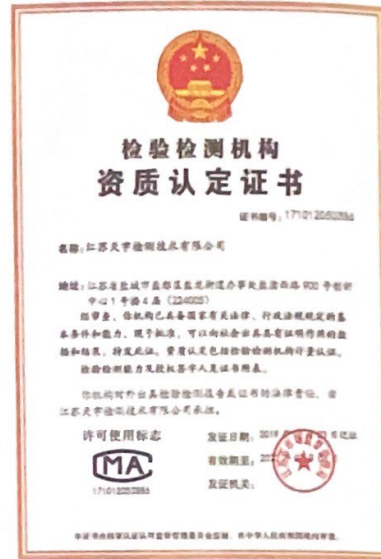 检验检测机构
资质认定证书
证书编号：171012050286
名称：江苏天宇检测技术有限公司
地址：江苏省盐城市盐都区盐龙街道办事处盐渎西路 900 号创新
中心1号楼4层（224005）
经审查，你机构已具备国家有关法律、行政法规规定的基
本条件和能力，现予批准，可以向社会出具具有证明作用的数
据和结果，特发此证。资质认定包括检验检测机构计量认证。
检验检测能力及授权签字人见证书附表。
你机构对外出具检验检测报告或证书的法律责任，由
江苏天宇检测技术有限公司承担。
许可使用标志
MA
171012050286
发证日期：
有效期至：
发证机关：
本证书由国家认证认可监督管理委员会监制，在中华人民共和国境内有效。